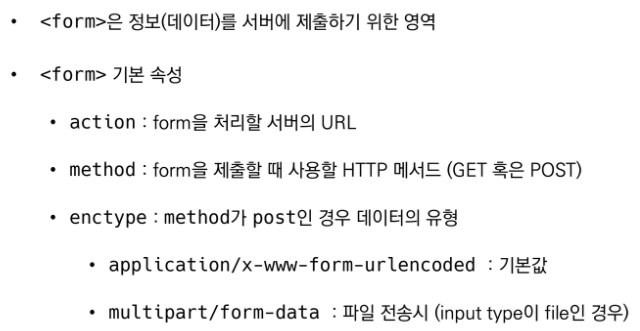 • <form>은 정보(데이터)를 서버에 제출하기 위한 영역
• <form> 기본 속성
• action : form을 처리할 서버의 URL
• method : form을 제출할 때 사용할 HTTP 메서드 (GET 혹은 POST)
• enctype : method가 post인 경우 데이터의 유형
• application/x-www-form-urlencoded : 기본값
• multipart/form-data : 파일 전송시 (input type이 file인 경우)